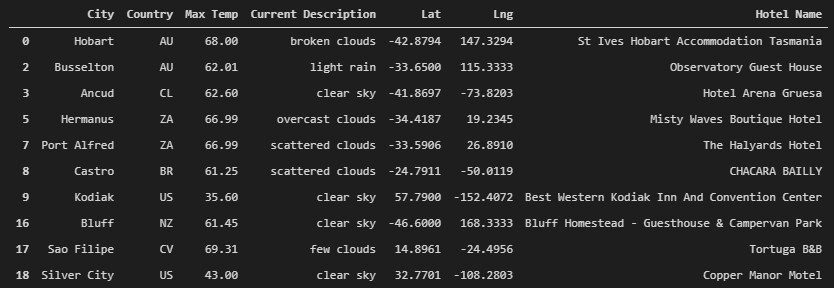 City Country Max Temp Current Description Lat Lng Hotel Name
0 Hobart AU 68.00 broken clouds -42.8794 147.3294 St Ives Hobart Accommodation Tasmania
2 Busselton AU 62.01 light rain -33.6500 115.3333 Observatory Guest House
3 Ancud CL 62.60 clear sky -41.8697 -73.8203 Hotel Arena Gruesa
5 Hermanus ZA 66.99 overcast clouds -34.4187 19.2345 Misty Waves Boutique Hotel
7 Port Alfred ZA 66.99 scattered clouds -33.5906 26.8910 The Halyards Hotel
8 Castro BR 61.25 scattered clouds -24.7911 -50.0119 CHACARA BAILLY
9 Kodiak US 35.60 clear sky 57.7900 -152.4072 Best Western Kodiak Inn And Convention Center
16 Bluff NZ 61.45 clear sky -46.6000 168.3333 Bluff Homestead - Guesthouse & Campervan Park
17 Sao Filipe CV 69.31 few clouds 14.8961 -24.4956 Tortuga B&B
18 Silver City US 43.00 clear sky 32.7701 -108.2803 Copper Manor Motel